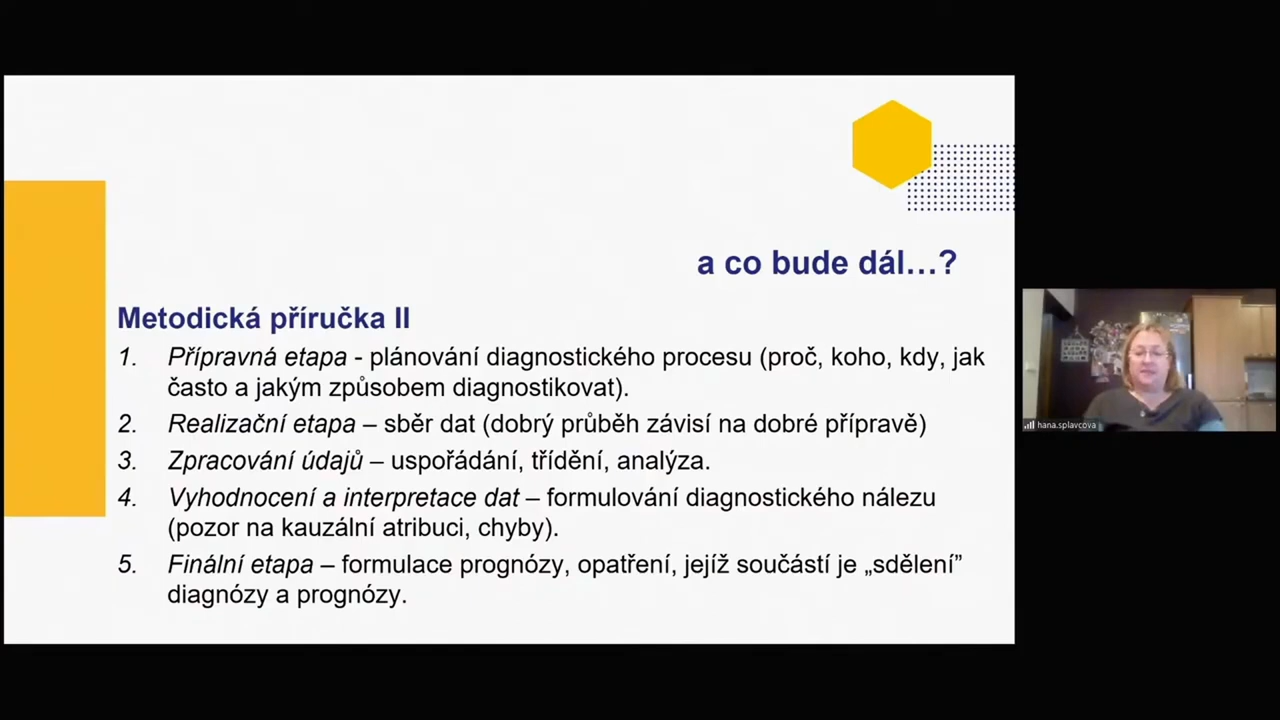 a co bude dál…?
Metodická příručka II
1. Přípravná etapa - plánování diagnostického procesu (proč, koho, kdy, jak
často a jakým způsobem diagnostikovat).
2. Realizační etapa – sběr dat (dobrý průběh závisí na dobré přípravě)
3. Zpracování údajů – uspořádání, třídění, analýza.
4. Vyhodnocení a interpretace dat – formulování diagnostického nálezu
(pozor na kauzální atribuci, chyby).
5. Finální etapa – formulace prognózy, opatření, jejíž součástí je „sdělení”
diagnózy a prognózy.
hana.splavcova